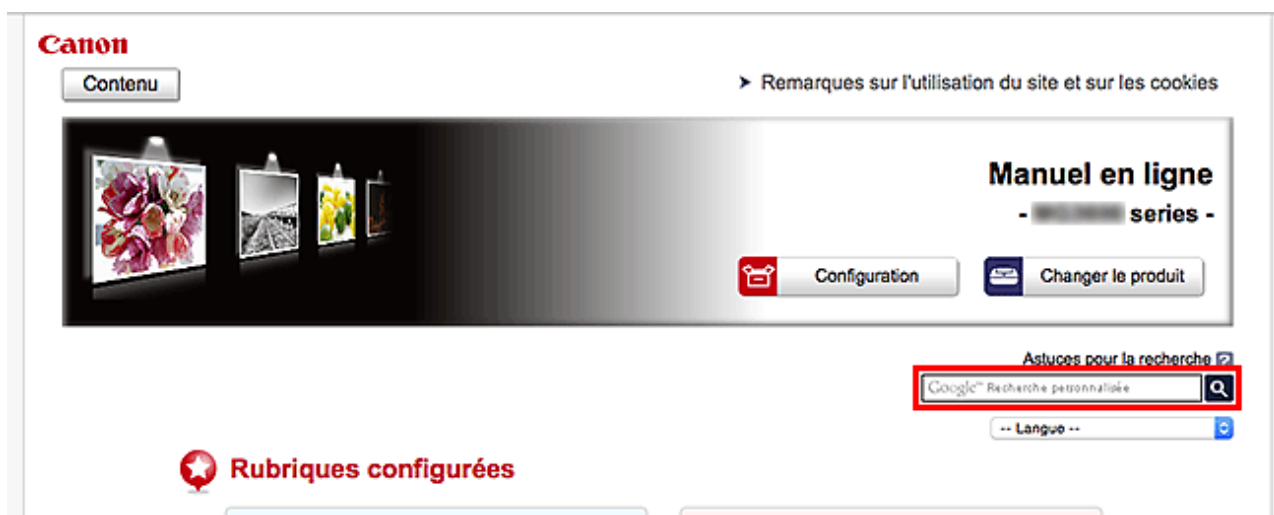 Canon
Contenu
Remarques sur l'utilisation du site et sur les cookies
Manuel en ligne
- series -
Configuration
Changer le produit
Astuces pour la recherche ?
Google™ Recherche personnalisée
-- Langue --
Rubriques configurées